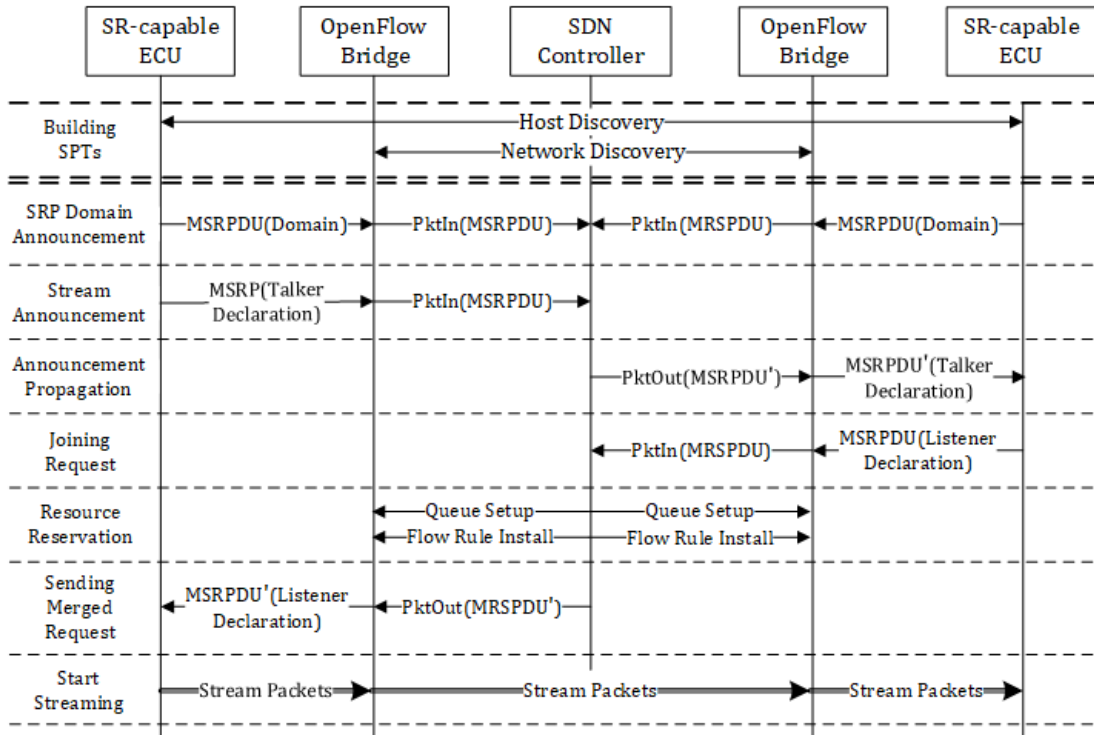 SR-capable
ECU
OpenFlow
Bridge
SDN
Controller
OpenFlow
Bridge
SR-capable
ECU
Building
SPTs
Host Discovery
Network Discovery
SRP Domain
Announcement
MSRPDU(Domain)
PktIn(MSRPDU)
PktIn(MRSPDU)
MSRPDU(Domain)
Stream
Announcement
MSRP(Talker
Declaration)
PktIn(MSRPDU)
Announcement
Propagation
PktOut(MSRPDU')
MSRPDU'(Talker
Declaration)
Joining
Request
PktIn(MRSPDU)
MSRPDU(Listener
Declaration)
Resource
Reservation
Queue Setup
Queue Setup
Flow Rule Install
Flow Rule Install
Sending
Merged
Request
MSRPDU'(Listener
Declaration)
PktOut(MRSPDU')
Start
Streaming
Stream Packets
Stream Packets
Stream Packets